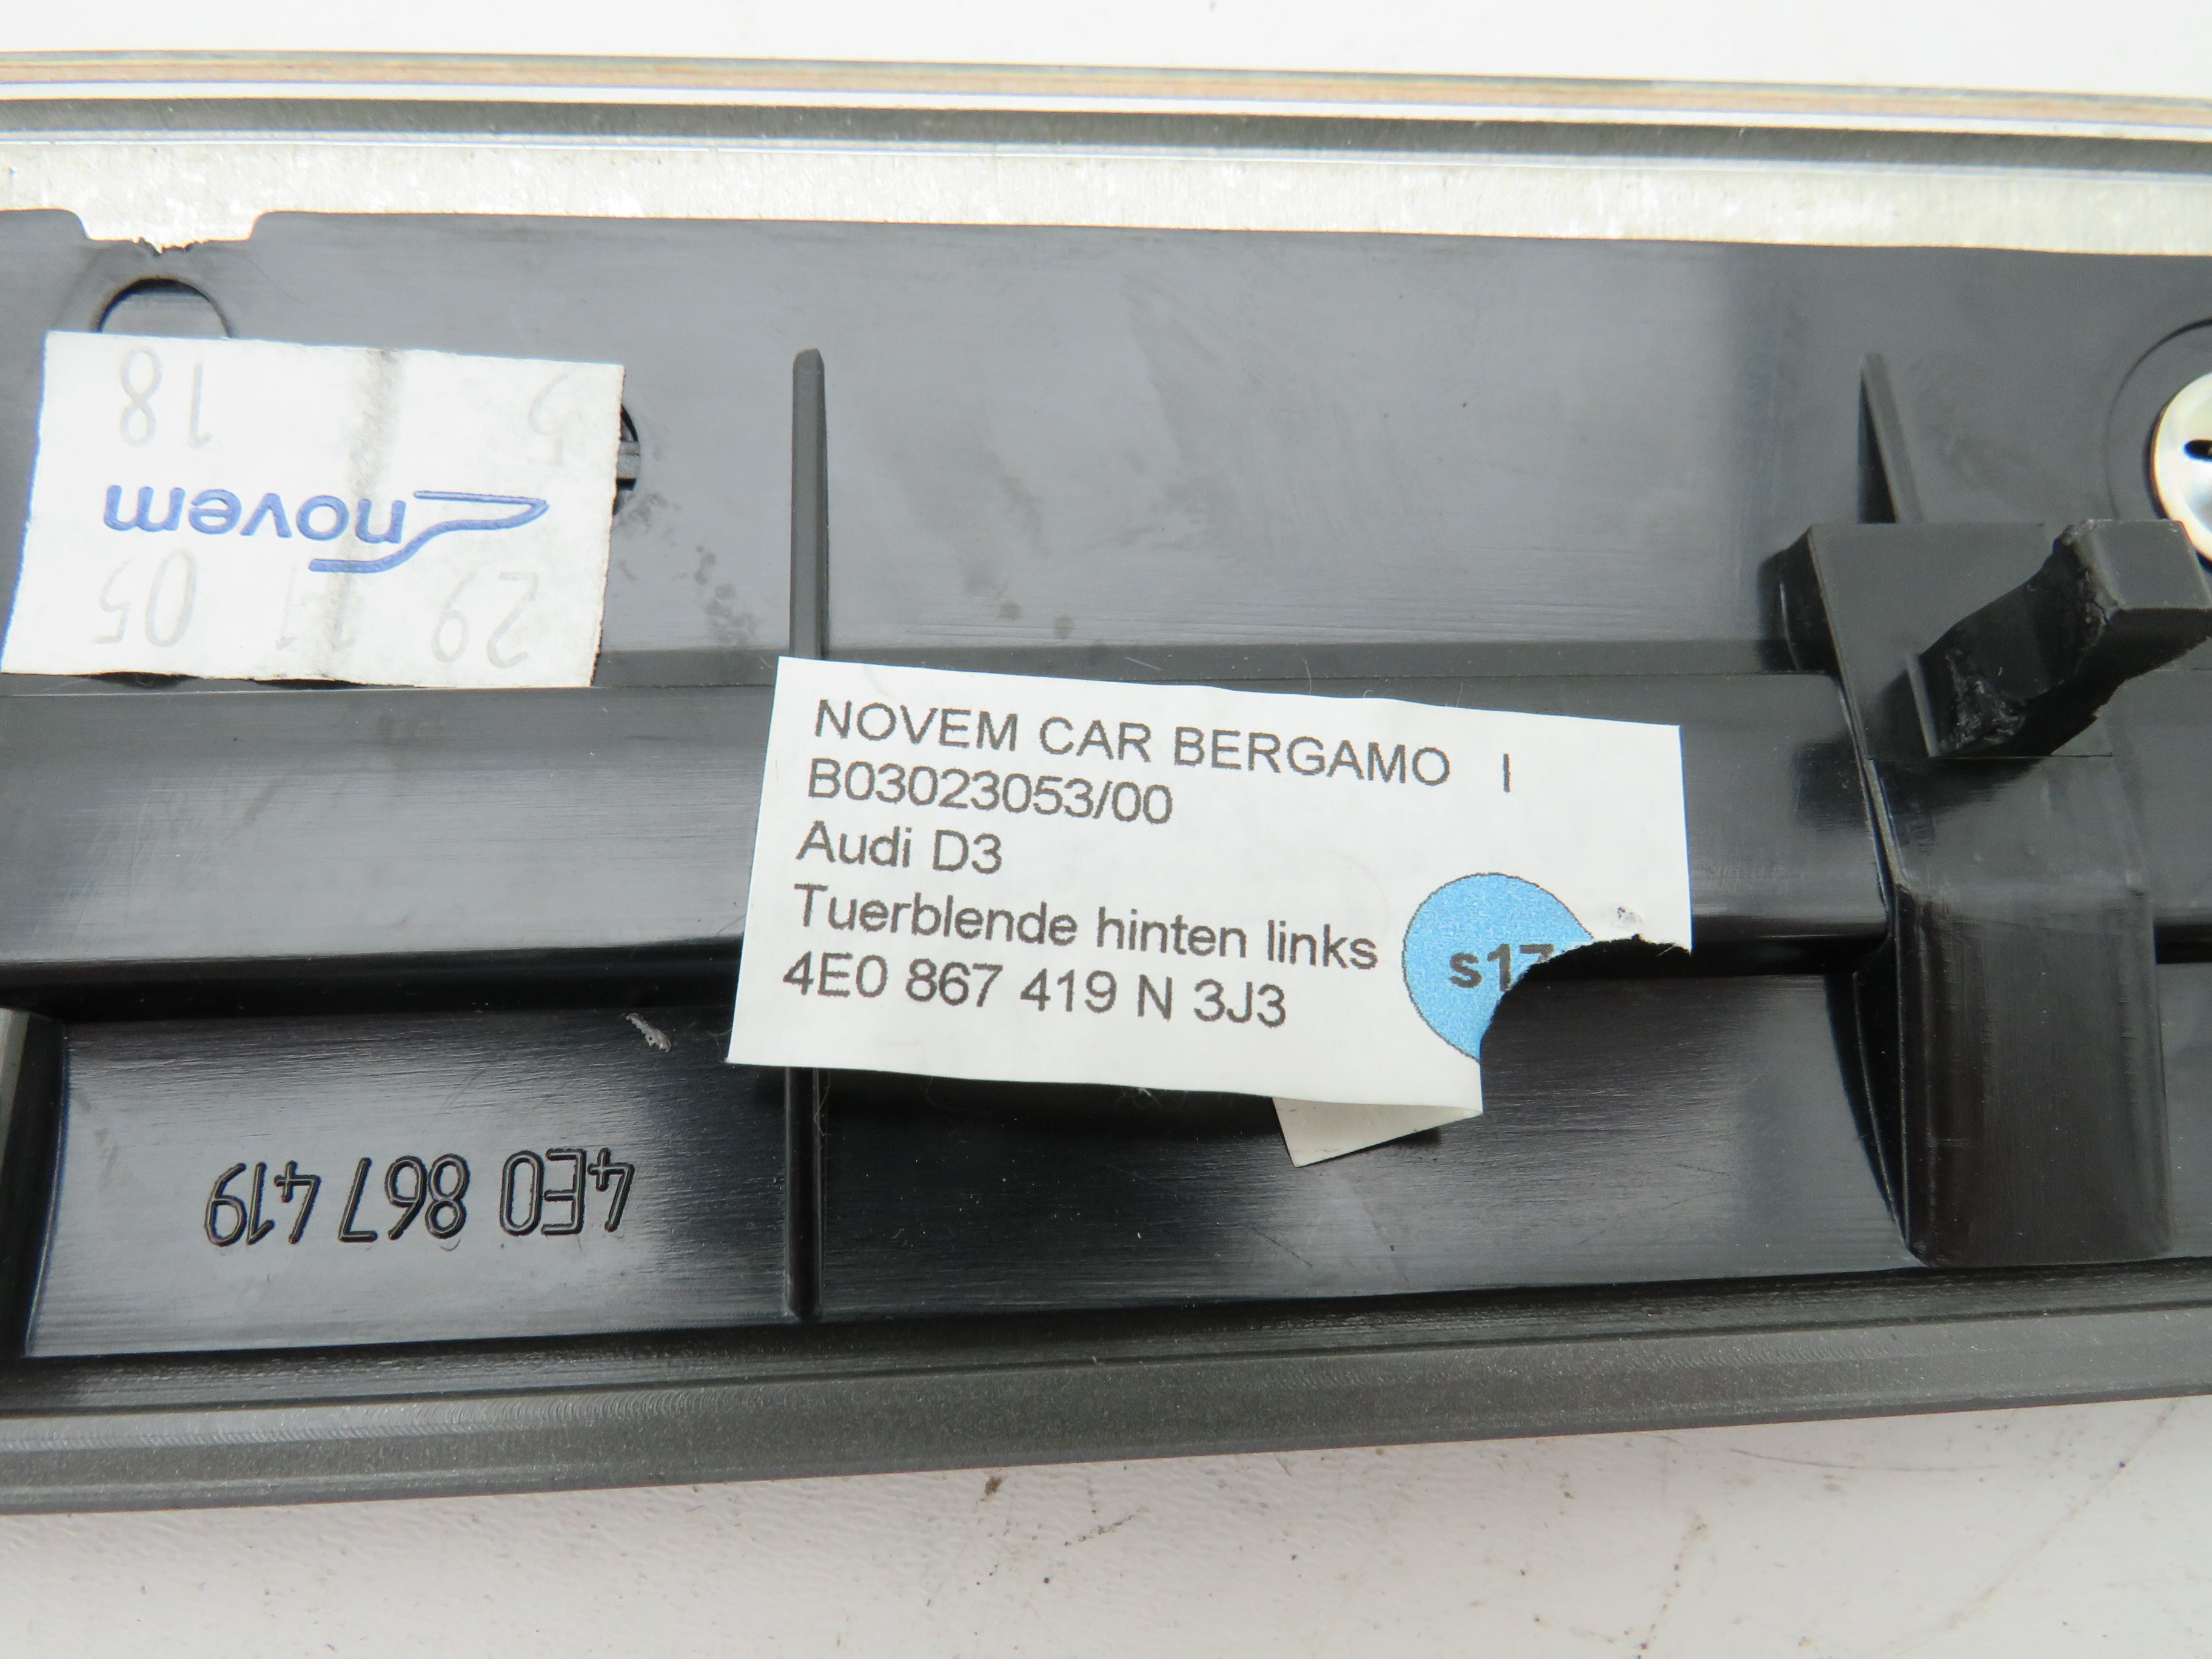 5 18
novem
29 11 05
NOVEM CAR BERGAMO I
B03023053/00
Audi D3
Tuerblende hinten links
4E0 867 419 N 3J3
4E0 867 419